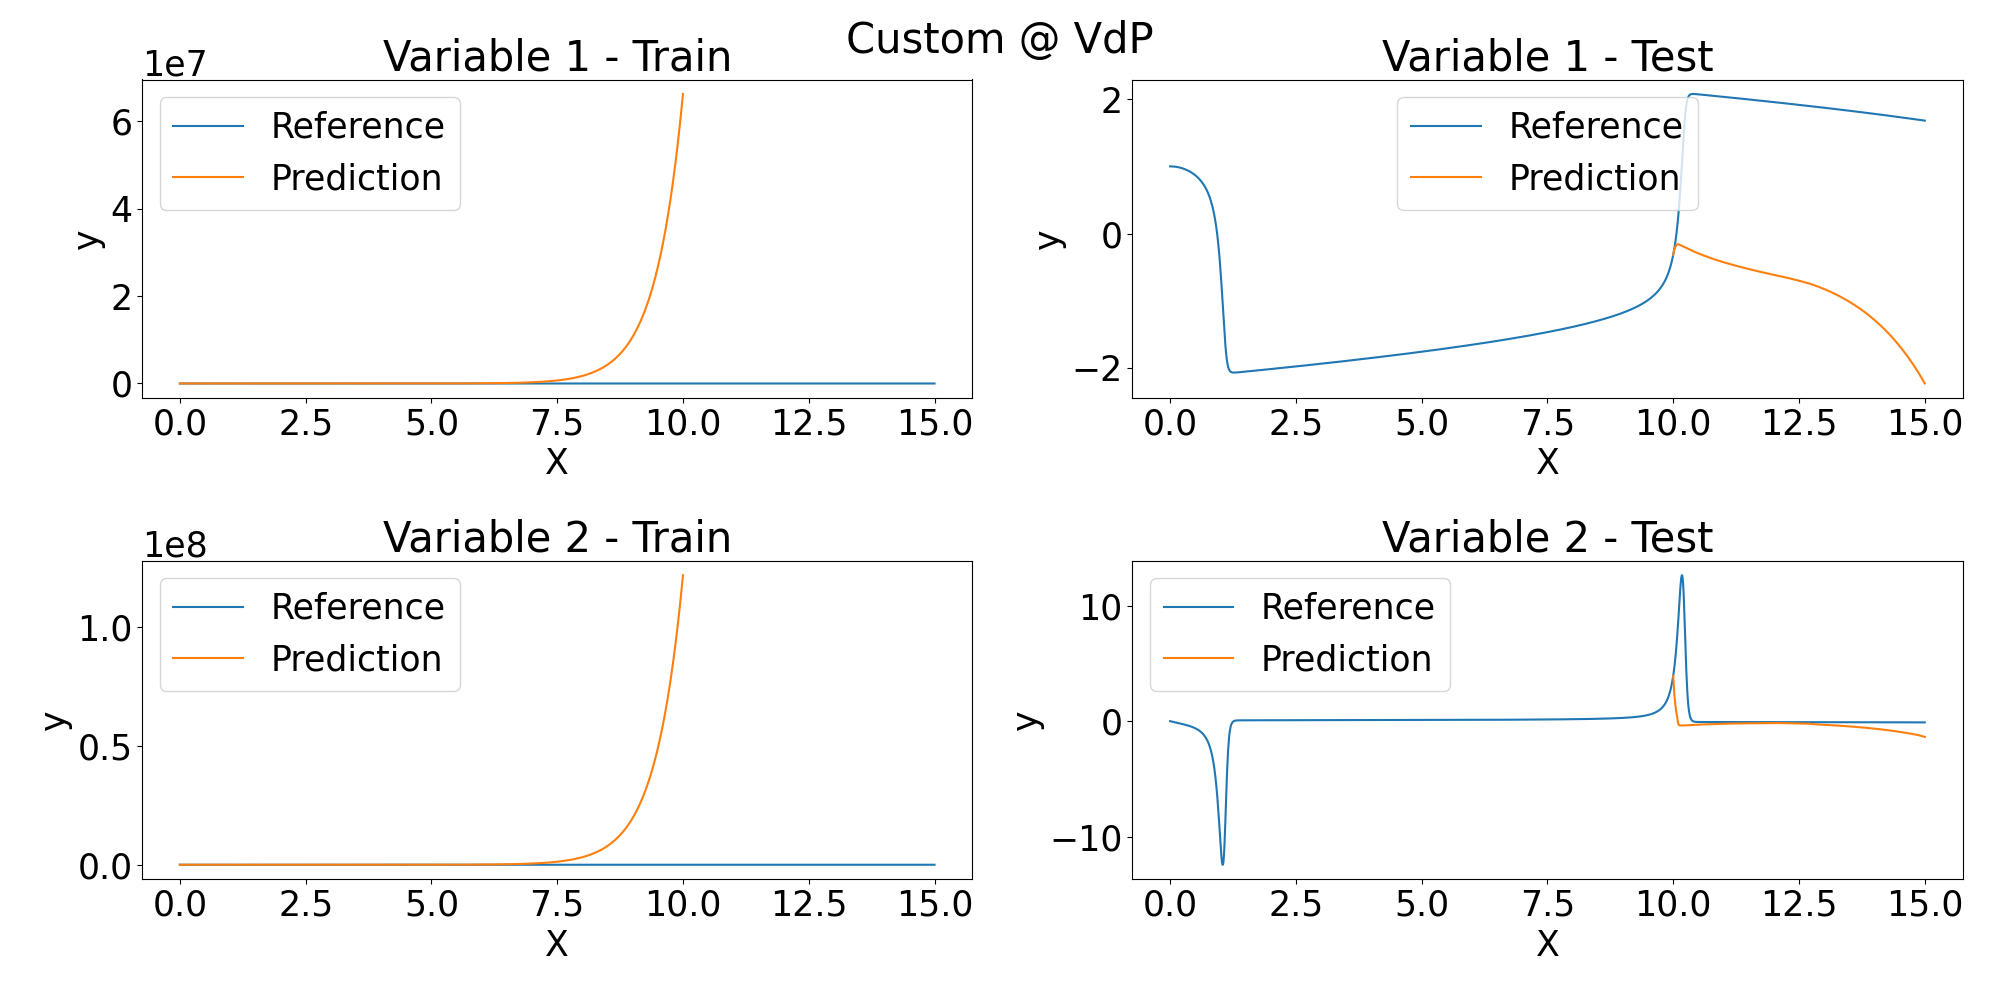 Custom @ VdP
Variable 1 - Train
1e7
6
4
2
0
y
Reference
Prediction
0.0 2.5 5.0 7.5 10.0 12.5 15.0
X
Variable 1 - Test
2
0
−2
y
Reference
Prediction
0.0 2.5 5.0 7.5 10.0 12.5 15.0
X
Variable 2 - Train
1e8
1.0
0.5
0.0
y
Reference
Prediction
0.0 2.5 5.0 7.5 10.0 12.5 15.0
X
Variable 2 - Test
10
0
−10
y
Reference
Prediction
0.0 2.5 5.0 7.5 10.0 12.5 15.0
X